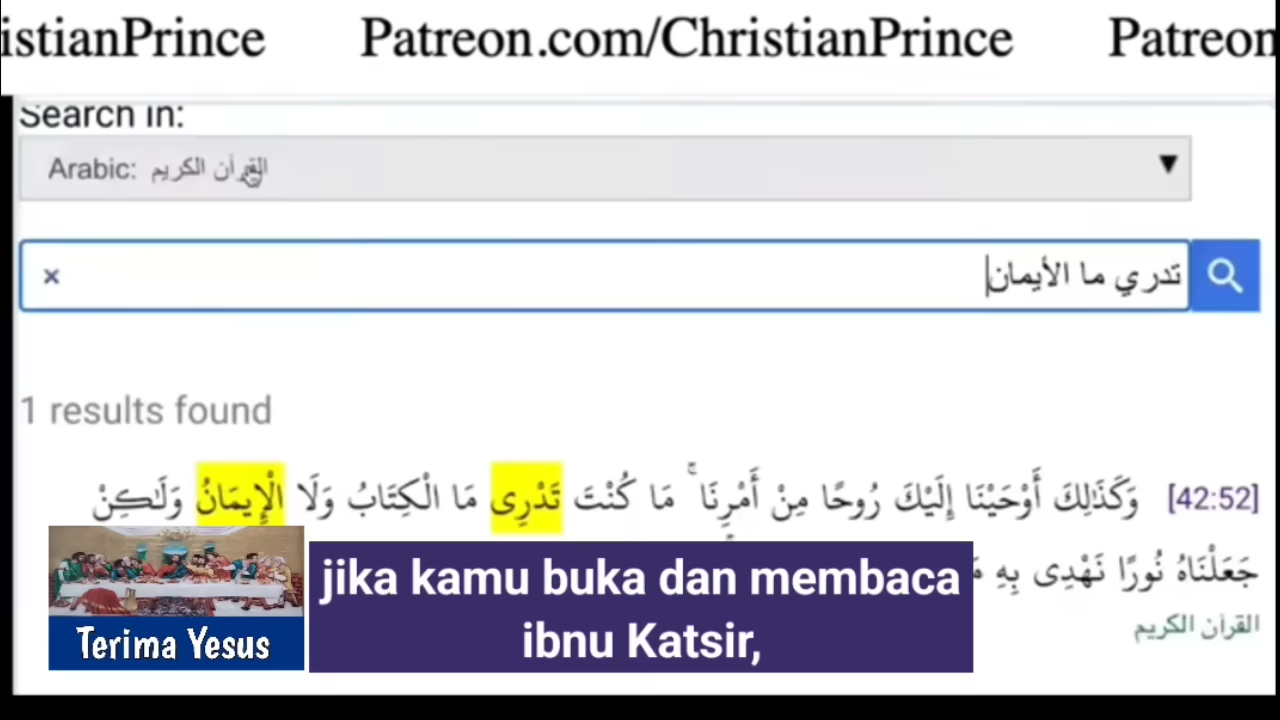 istianPrince Patreon.com/ChristianPrince Patreon
Search in:
Arabic: القرآن الكريم
تدري ما الأيمان
1 results found
[42:52] وَكَذَٰلِكَ أَوْحَيْنَا إِلَيْكَ رُوحًا مِنْ أَمْرِنَا ۚ مَا كُنْتَ تَدْرِى مَا الْكِتَابُ وَلَا الْإِيمَانُ وَلَٰكِنْ
جَعَلْنَاهُ نُورًا نَهْدِى بِهِ
القرآن الكريم
jika kamu buka dan membaca
ibnu Katsir,
Terima Yesus